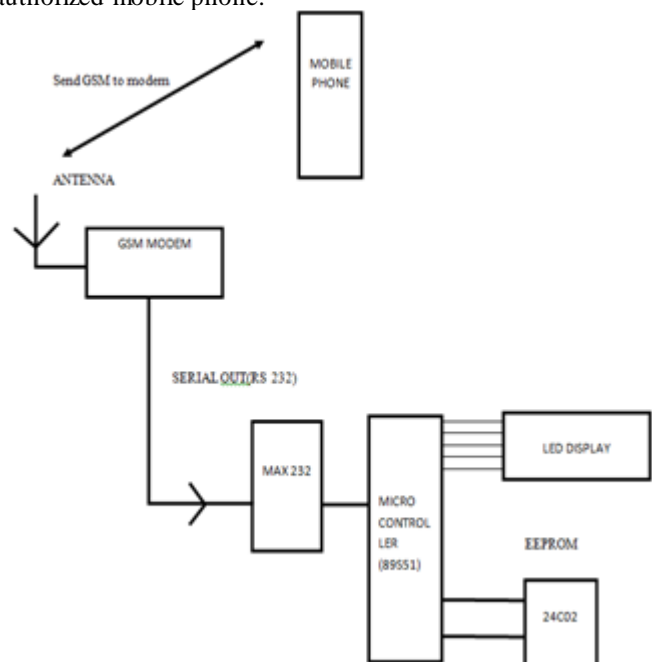 authorized mobile phone.
MOBILE
PHONE
Send GSM to modem
ANTENNA
GSM MODEM
SERIAL OUT(RS 232)
MAX 232
LED DISPLAY
MICRO
CONTROL
LER
(89S51)
EEPROM
24C02